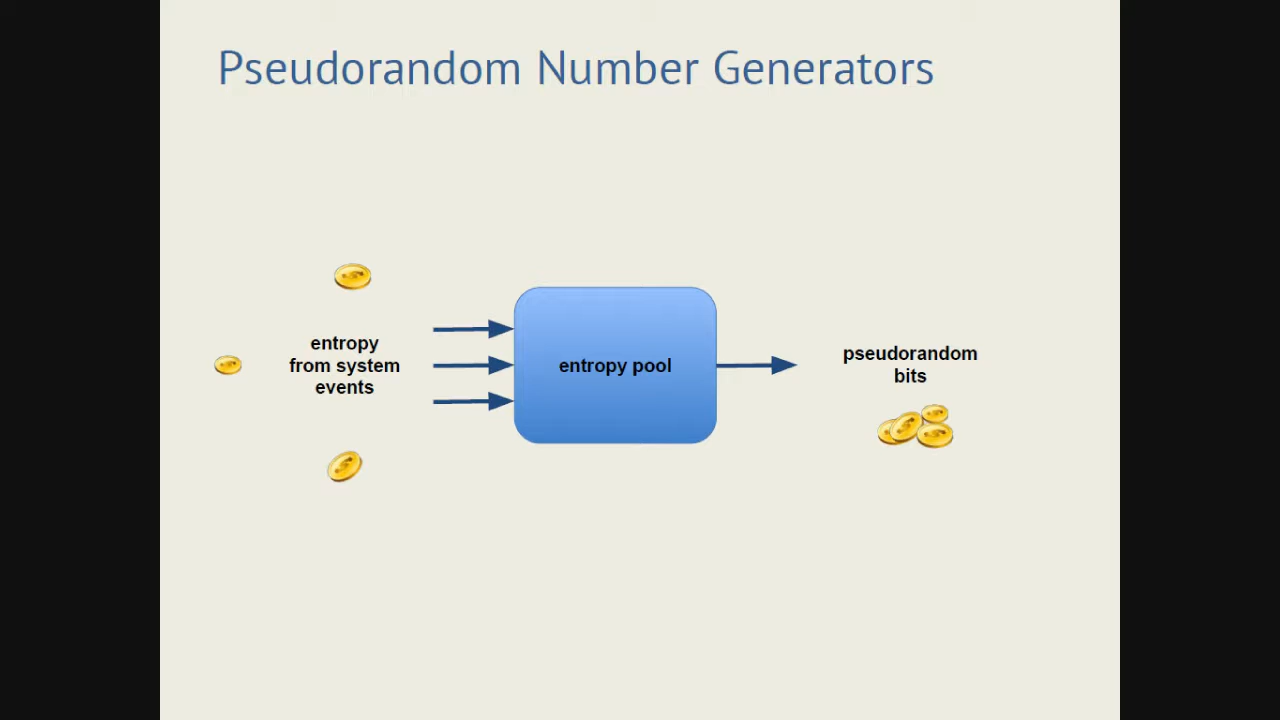 Pseudorandom Number Generators
entropy
from system
events
entropy pool
pseudorandom
bits